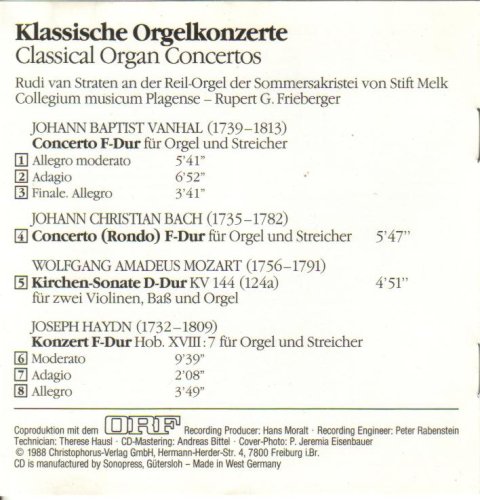 Klassische Orgelkonzerte
Classical Organ Concertos
Rudi van Straten an der Reil-Orgel der Sommersakristei von Stift Melk
Collegium musicum Plagense – Rupert G. Frieberger
JOHANN BAPTIST VANHAL (1739–1813)
Concerto F-Dur für Orgel und Streicher
1 Allegro moderato 5'41"
2 Adagio 6'52"
3 Finale. Allegro 3'41"
JOHANN CHRISTIAN BACH (1735–1782)
4 Concerto (Rondo) F-Dur für Orgel und Streicher 5'47"
WOLFGANG AMADEUS MOZART (1756–1791)
5 Kirchen-Sonate D-Dur KV 144 (124a) 4'51"
für zwei Violinen, Baß und Orgel
JOSEPH HAYDN (1732–1809)
Konzert F-Dur Hob. XVIII:7 für Orgel und Streicher
6 Moderato 9'39"
7 Adagio 2'08"
8 Allegro 3'49"
Coproduktion mit dem ORF Recording Producer: Hans Moralt · Recording Engineer: Peter Rabenstein
Technician: Therese Hausl · CD-Mastering: Andreas Bittel · Cover-Photo: P. Jeremia Eisenbauer
© 1988 Christophorus-Verlag GmbH, Hermann-Herder-Str. 4, 7800 Freiburg i.Br.
CD is manufactured by Sonopress, Gütersloh – Made in West Germany